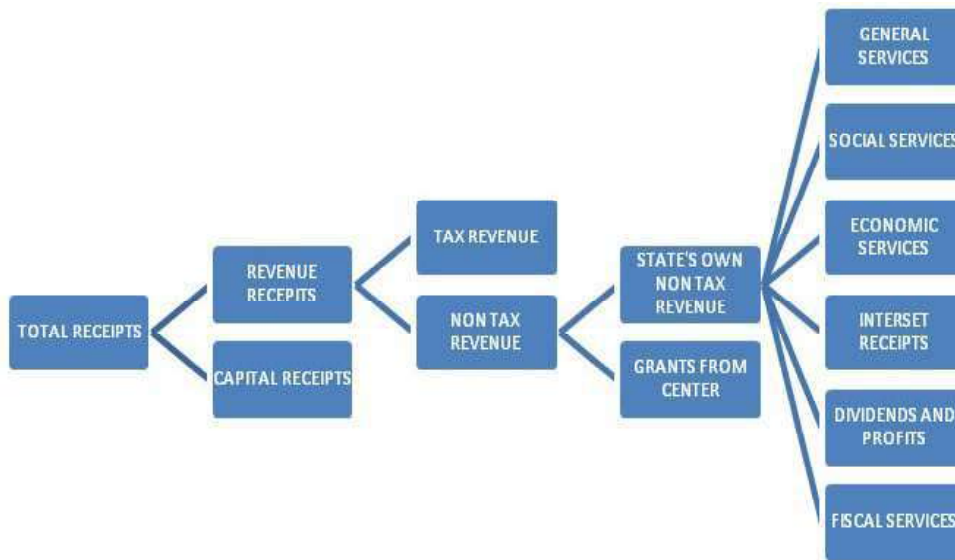 GENERAL
SERVICES
SOCIAL SERVICES
ECONOMIC
SERVICES
INTERSET
RECEIPTS
DIVIDENDS AND
PROFITS
FISCAL SERVICES
STATE'S OWN
NON TAX
REVENUE
GRANTS FROM
CENTER
TAX REVENUE
NON TAX
REVENUE
REVENUE
RECEPITS
CAPITAL RECEIPTS
TOTAL RECEIPTS